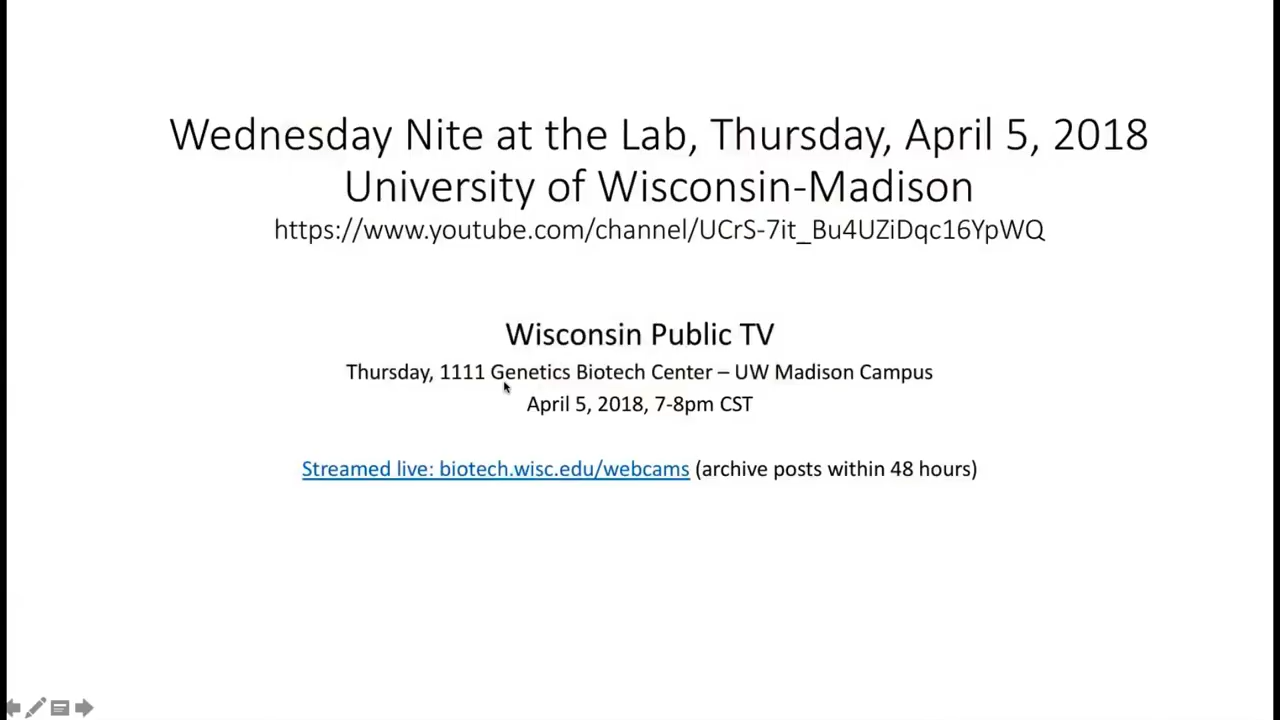 Wednesday Nite at the Lab, Thursday, April 5, 2018
University of Wisconsin-Madison
https://www.youtube.com/channel/UCrS-7it_Bu4UZiDqc16YpWQ
Wisconsin Public TV
Thursday, 1111 Genetics Biotech Center – UW Madison Campus
April 5, 2018, 7-8pm CST
Streamed live: biotech.wisc.edu/webcams (archive posts within 48 hours)